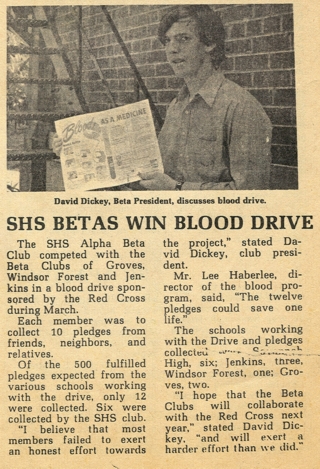 Blood AS A MEDICINE
David Dickey, Beta President, discusses blood drive.
SHS BETAS WIN BLOOD DRIVE
The SHS Alpha Beta
Club competed with the
Beta Clubs of Groves,
Windsor Forest and Jen-
kins in a blood drive spon-
sored by the Red Cross
during March.
Each member was to
collect 10 pledges from
friends, neighbors, and
relatives.
Of the 500 fulfilled
pledges expected from the
various schools working
with the drive, only 12
were collected. Six were
collected by the SHS club.
"I believe that most
members failed to exert
an honest effort towards
the project," stated Da-
vid Dickey, club presi-
dent.
Mr. Lee Haberlee, di-
rector of the blood pro-
gram, said, "The twelve
pledges could save one
life."
The schools working
with the Drive and pledges
collected
High, six; Jenkins, three,
Windsor Forest, one; Gro-
ves, two.
"I hope that the Beta
Clubs will collaborate
with the Red Cross next
year," stated David Dic-
key, "and will exert a
harder effort than we did."